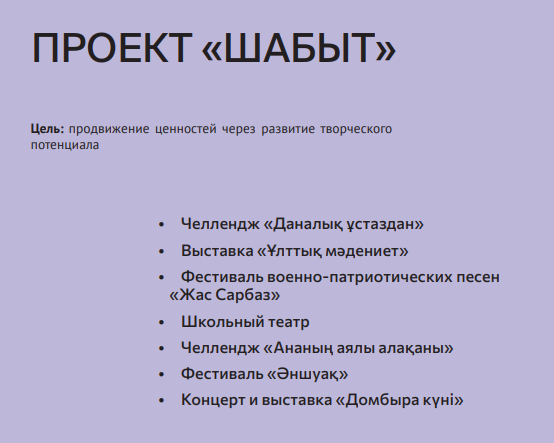 ПРОЕКТ «ШАБЫТ»
Цель: продвижение ценностей через развитие творческого
потенциала
• Челлендж «Даналық ұстаздан»
• Выставка «Ұлттық мәдениет»
• Фестиваль военно-патриотических песен
«Жас Сарбаз»
• Школьный театр
• Челлендж «Ананың аялы алақаны»
• Фестиваль «Әншуақ»
• Концерт и выставка «Домбыра күні»